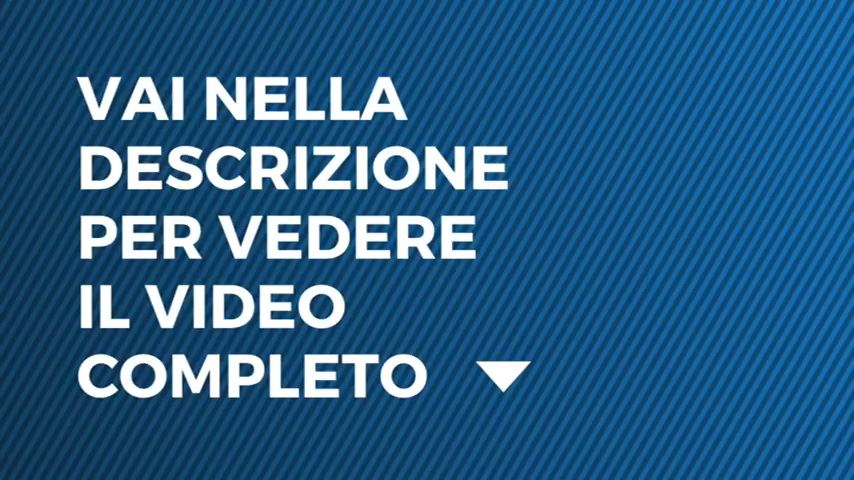 VAI NELLA
DESCRIZIONE
PER VEDERE
IL VIDEO
COMPLETO